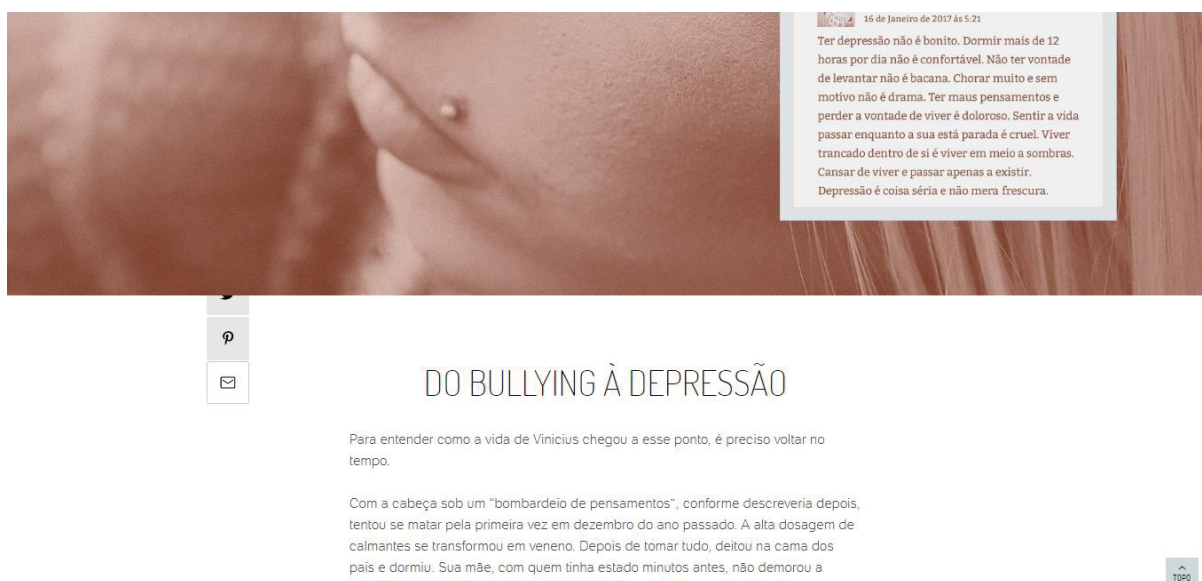 16 de Janeiro de 2017 às 5:21
Ter depressão não é bonito. Dormir mais de 12
horas por dia não é confortável. Não ter vontade
de levantar não é bacana. Chorar muito e sem
motivo não é drama. Ter maus pensamentos e
perder a vontade de viver é doloroso. Sentir a vida
passar enquanto a sua está parada é cruel. Viver
trancado dentro de si é viver em meio a sombras.
Cansar de viver e passar apenas a existir.
Depressão é coisa séria e não mera frescura.
DO BULLYING À DEPRESSÃO
Para entender como a vida de Vinicius chegou a esse ponto, é preciso voltar no
tempo.
Com a cabeça sob um "bombardeio de pensamentos", conforme descreveria depois,
tentou se matar pela primeira vez em dezembro do ano passado. A alta dosagem de
calmantes se transformou em veneno. Depois de tomar tudo, deitou na cama dos
pais e dormiu. Sua mãe, com quem tinha estado minutos antes, não demorou a
TOPO